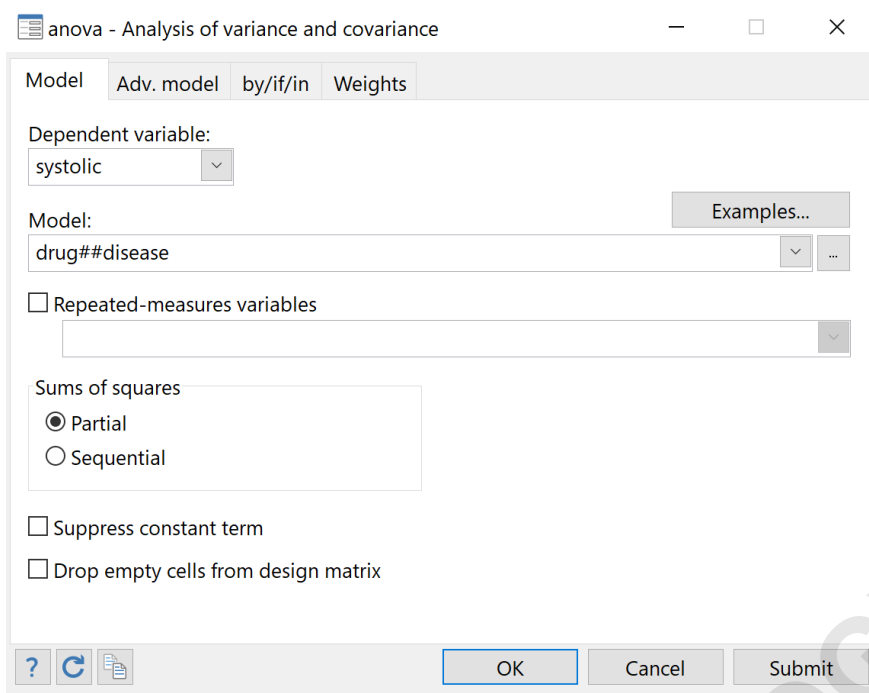 anova - Analysis of variance and covariance
Model Adv. model by/if/in Weights
Dependent variable:
systolic
Examples...
Model:
drug##disease
...
Repeated-measures variables
Sums of squares
Partial
Sequential
Suppress constant term
Drop empty cells from design matrix
? OK Cancel Submit